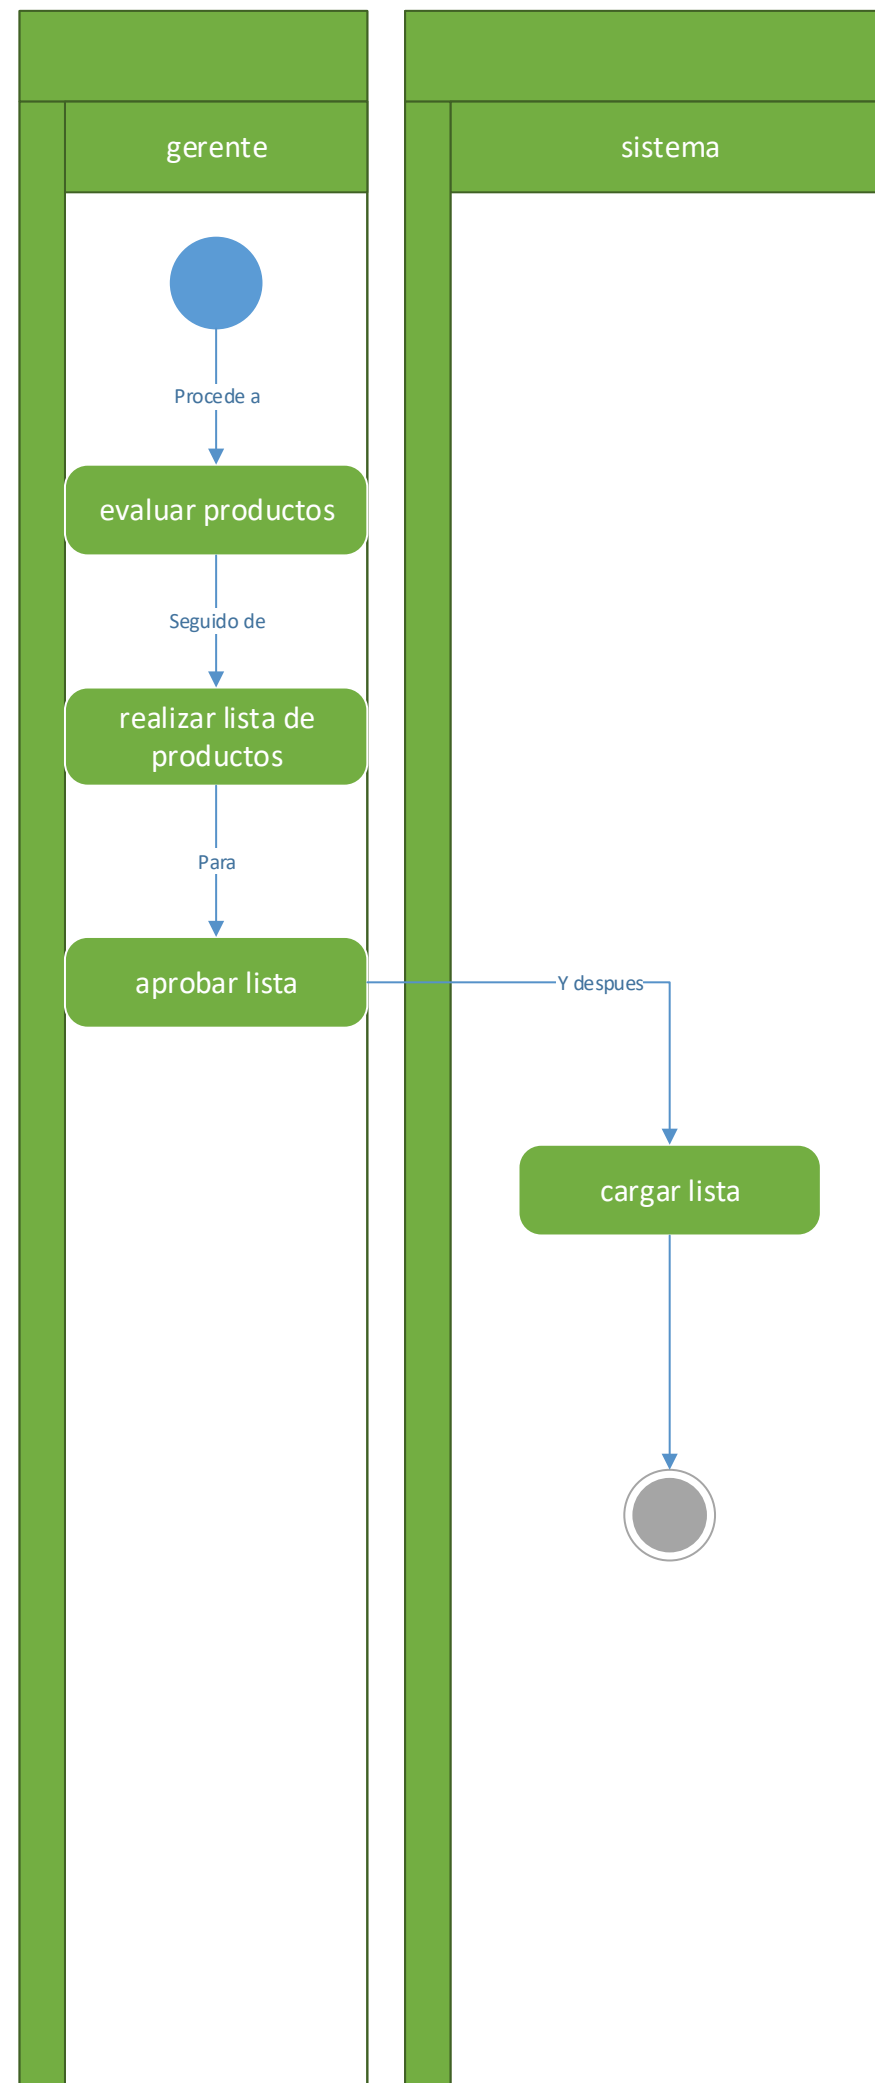 gerente
sistema
Procede a
evaluar productos
Seguido de
realizar lista de
productos
Para
aprobar lista
Y despues
cargar lista